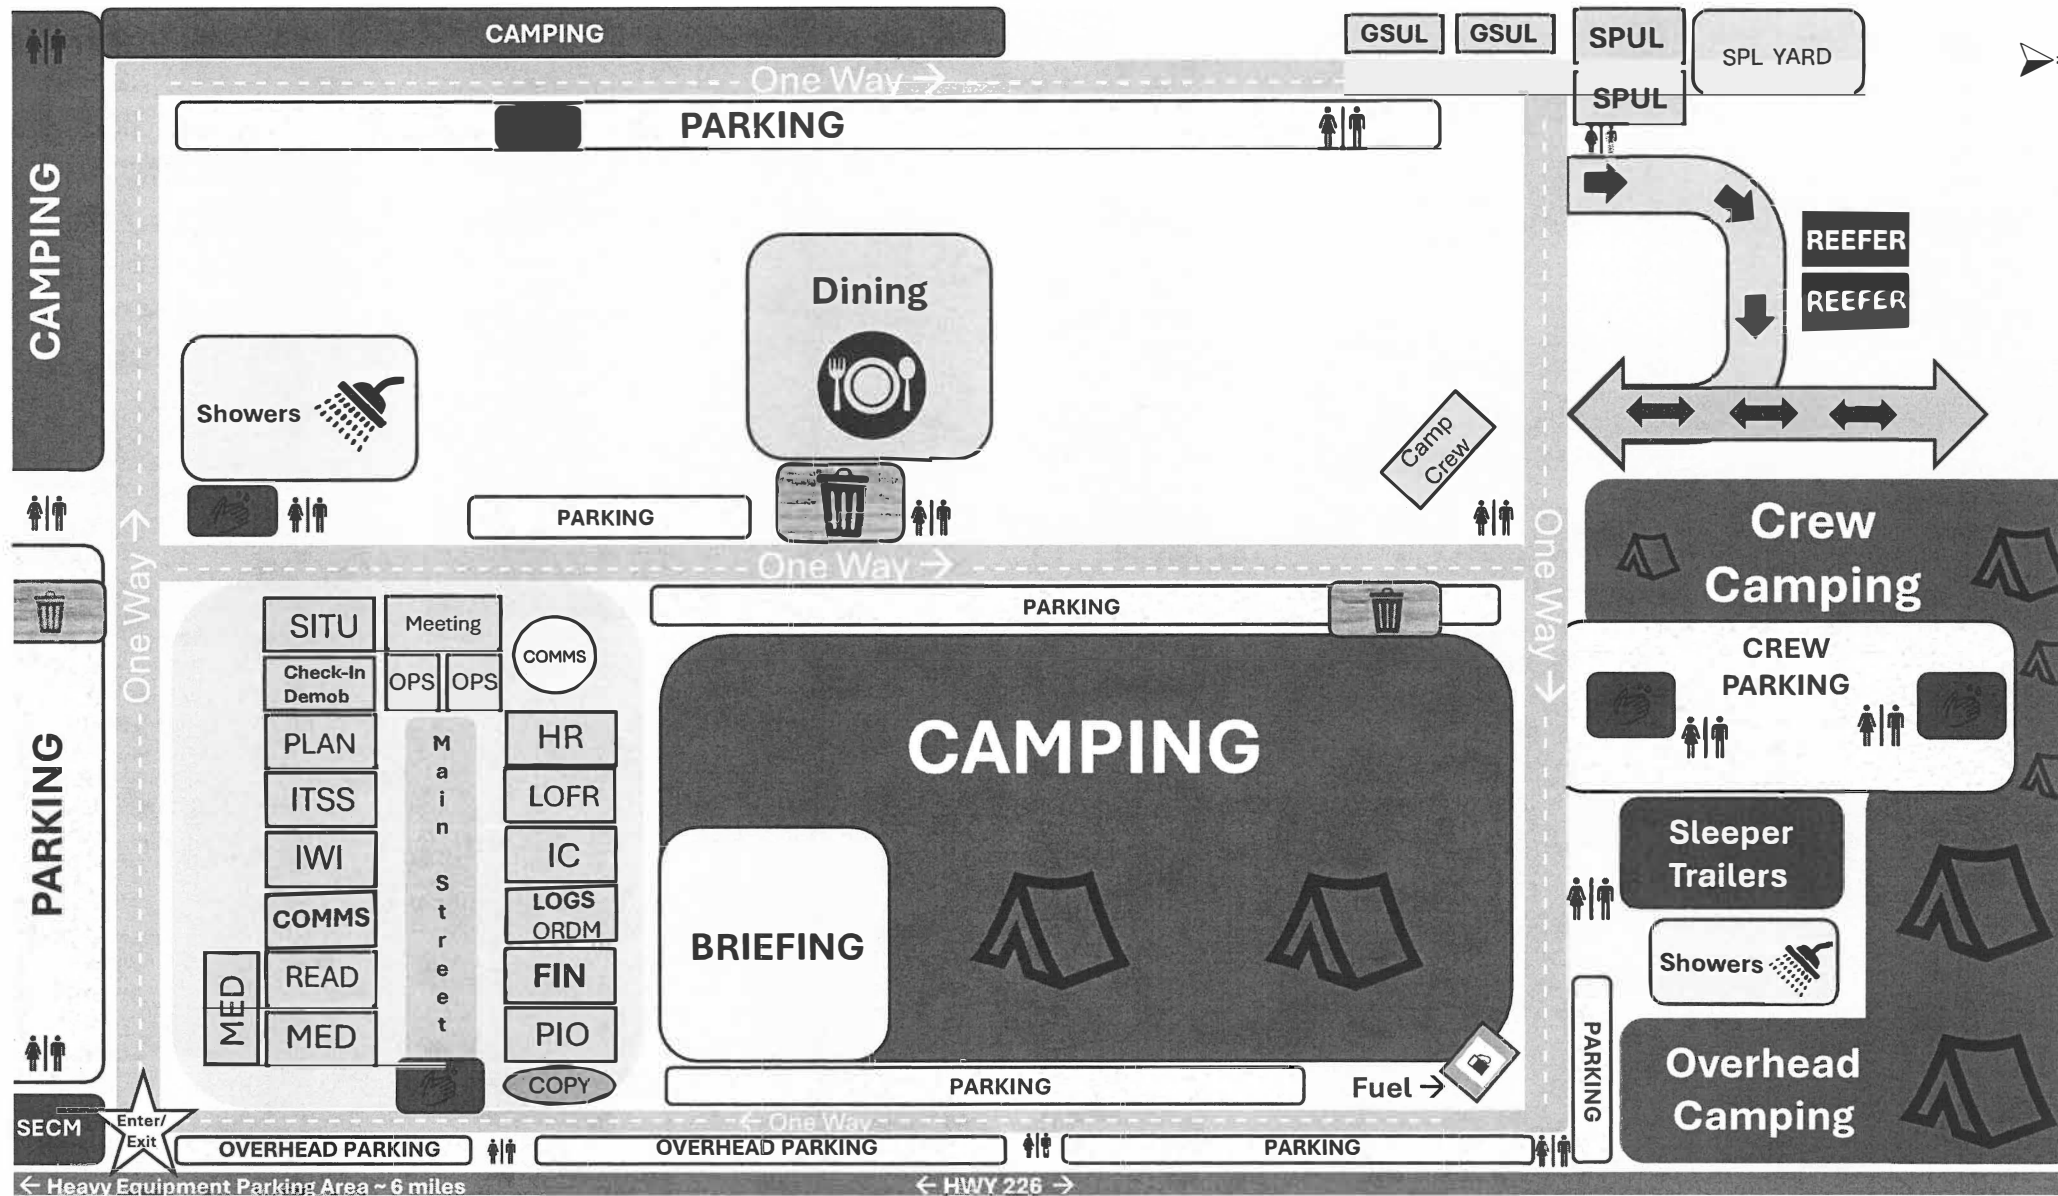 CAMPING
GSUL
GSUL
SPUL
SPL YARD
One Way →
SPUL
PARKING
CAMPING
REEFER
REEFER
Dining
Showers
Camp
Crew
PARKING
One Way →
One Way →
One Way →
Crew
Camping
SITU
Meeting
COMMS
PARKING
Check-In
Demob
OPS
OPS
CREW
PARKING
PLAN
Main Street
HR
CAMPING
ITSS
LOFR
PARKING
IWI
IC
Sleeper
Trailers
COMMS
LOGS
ORDM
BRIEFING
READ
FIN
Showers
MED
MED
PIO
PARKING
COPY
PARKING
Fuel →
Overhead
Camping
SECM
Enter/
Exit
← One Way
OVERHEAD PARKING
OVERHEAD PARKING
PARKING
← Heavy Equipment Parking Area ~ 6 miles
← HWY 226 →